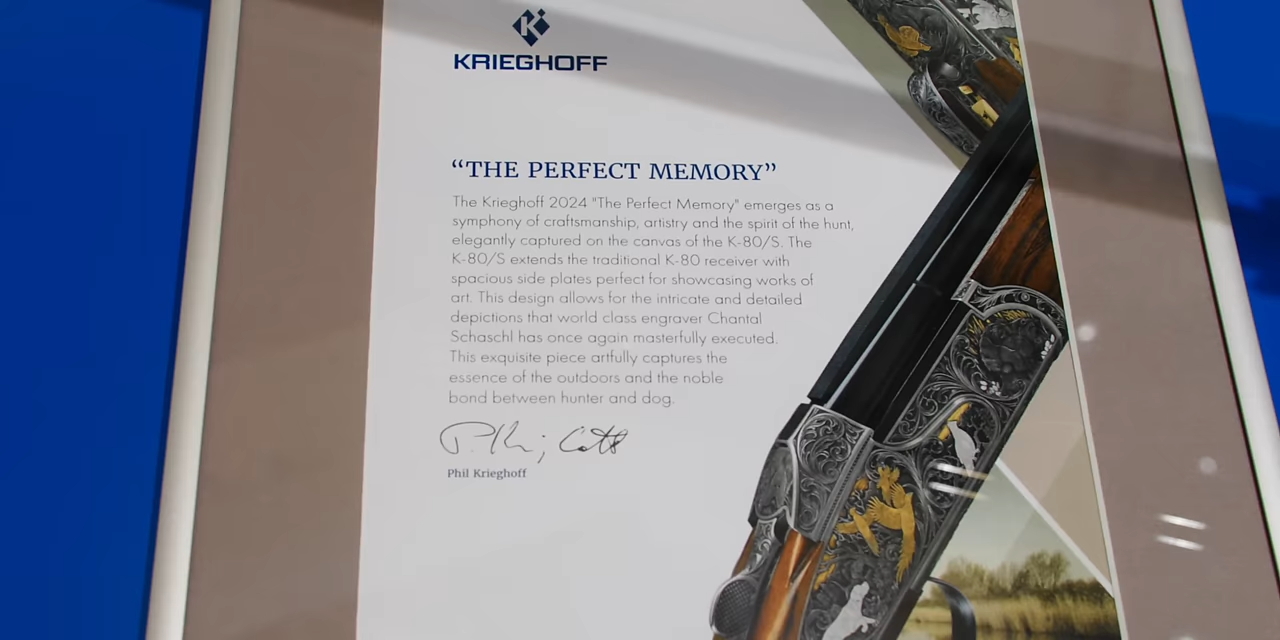 KRIEGHOFF
“THE PERFECT MEMORY”
The Krieghoff 2024 "The Perfect Memory" emerges as a
symphony of craftsmanship, artistry and the spirit of the hunt,
elegantly captured on the canvas of the K-80/S. The
K-80/S extends the traditional K-80 receiver with
spacious side plates perfect for showcasing works of
art. This design allows for the intricate and detailed
depictions that world class engraver Chantal
Schaschl has once again masterfully executed.
This exquisite piece artfully captures the
essence of the outdoors and the noble
bond between hunter and dog.
Phil Krieghoff